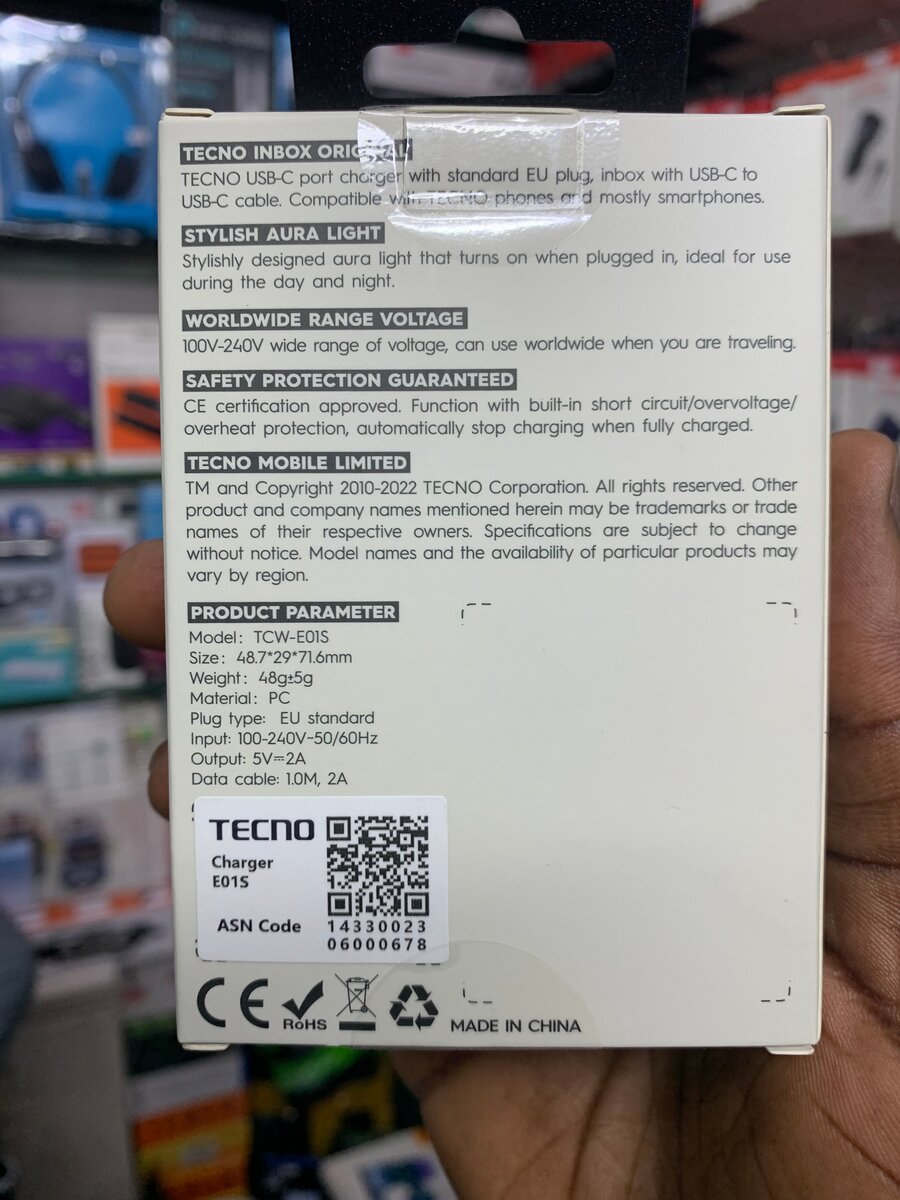 TECNO INBOX ORIGINAL
TECNO USB-C port charger with standard EU plug, inbox with USB-C to
USB-C cable. Compatible with TECNO phones and mostly smartphones.
STYLISH AURA LIGHT
Stylishly designed aura light that turns on when plugged in, ideal for use
during the day and night.
WORLDWIDE RANGE VOLTAGE
100V-240V wide range of voltage, can use worldwide when you are traveling.
SAFETY PROTECTION GUARANTEED
CE certification approved. Function with built-in short circuit/overvoltage/
overheat protection, automatically stop charging when fully charged.
TECNO MOBILE LIMITED
TM and Copyright 2010-2022 TECNO Corporation. All rights reserved. Other
product and company names mentioned herein may be trademarks or trade
names of their respective owners. Specifications are subject to change
without notice. Model names and the availability of particular products may
vary by region.
PRODUCT PARAMETER
Model: TCW-E01S
Size: 48.7*29*71.6mm
Weight: 48g±5g
Material: PC
Plug type: EU standard
Input: 100-240V~50/60Hz
Output: 5V⎓2A
Data cable: 1.0M, 2A
TECNO
Charger
E01S
ASN Code
14330023
06000678
CE
RoHS
MADE IN CHINA